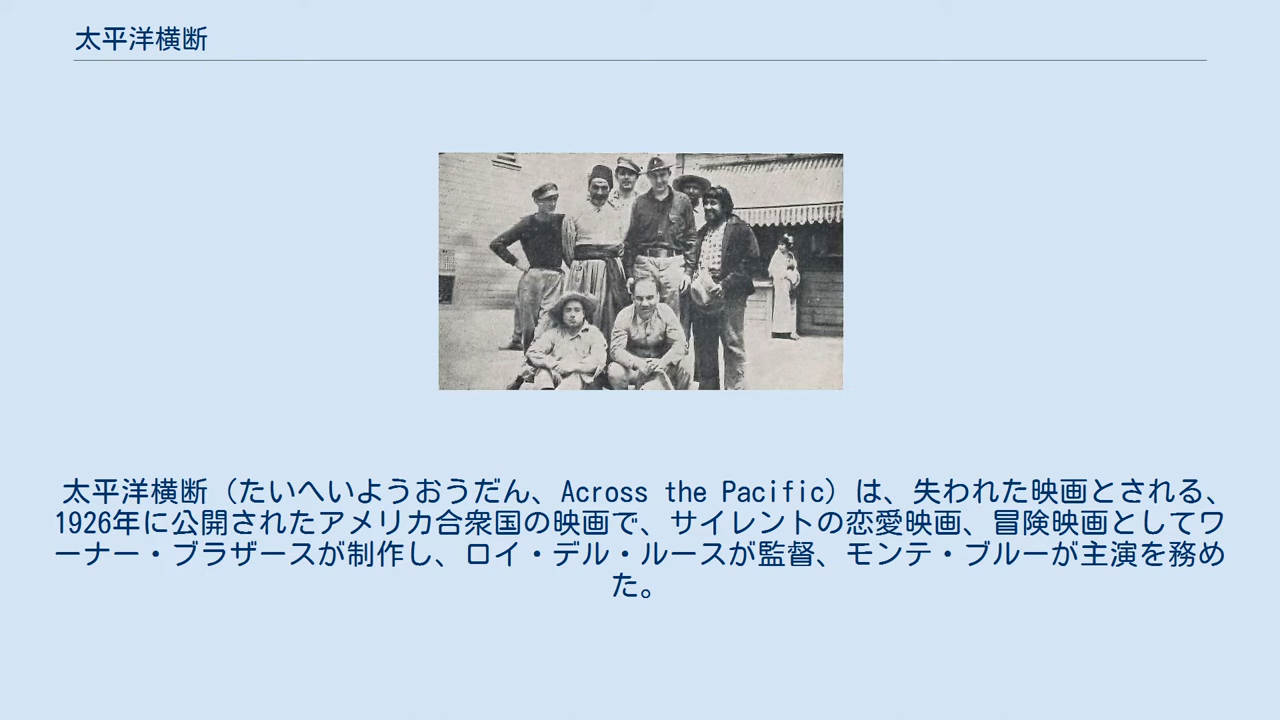 太平洋横断
太平洋横断（たいへいようおうだん、Across the Pacific）は、失われた映画とされる、
1926年に公開されたアメリカ合衆国の映画で、サイレントの恋愛映画、冒険映画としてワ
ーナー・ブラザースが制作し、ロイ・デル・ルースが監督、モンテ・ブルーが主演を務め
た。